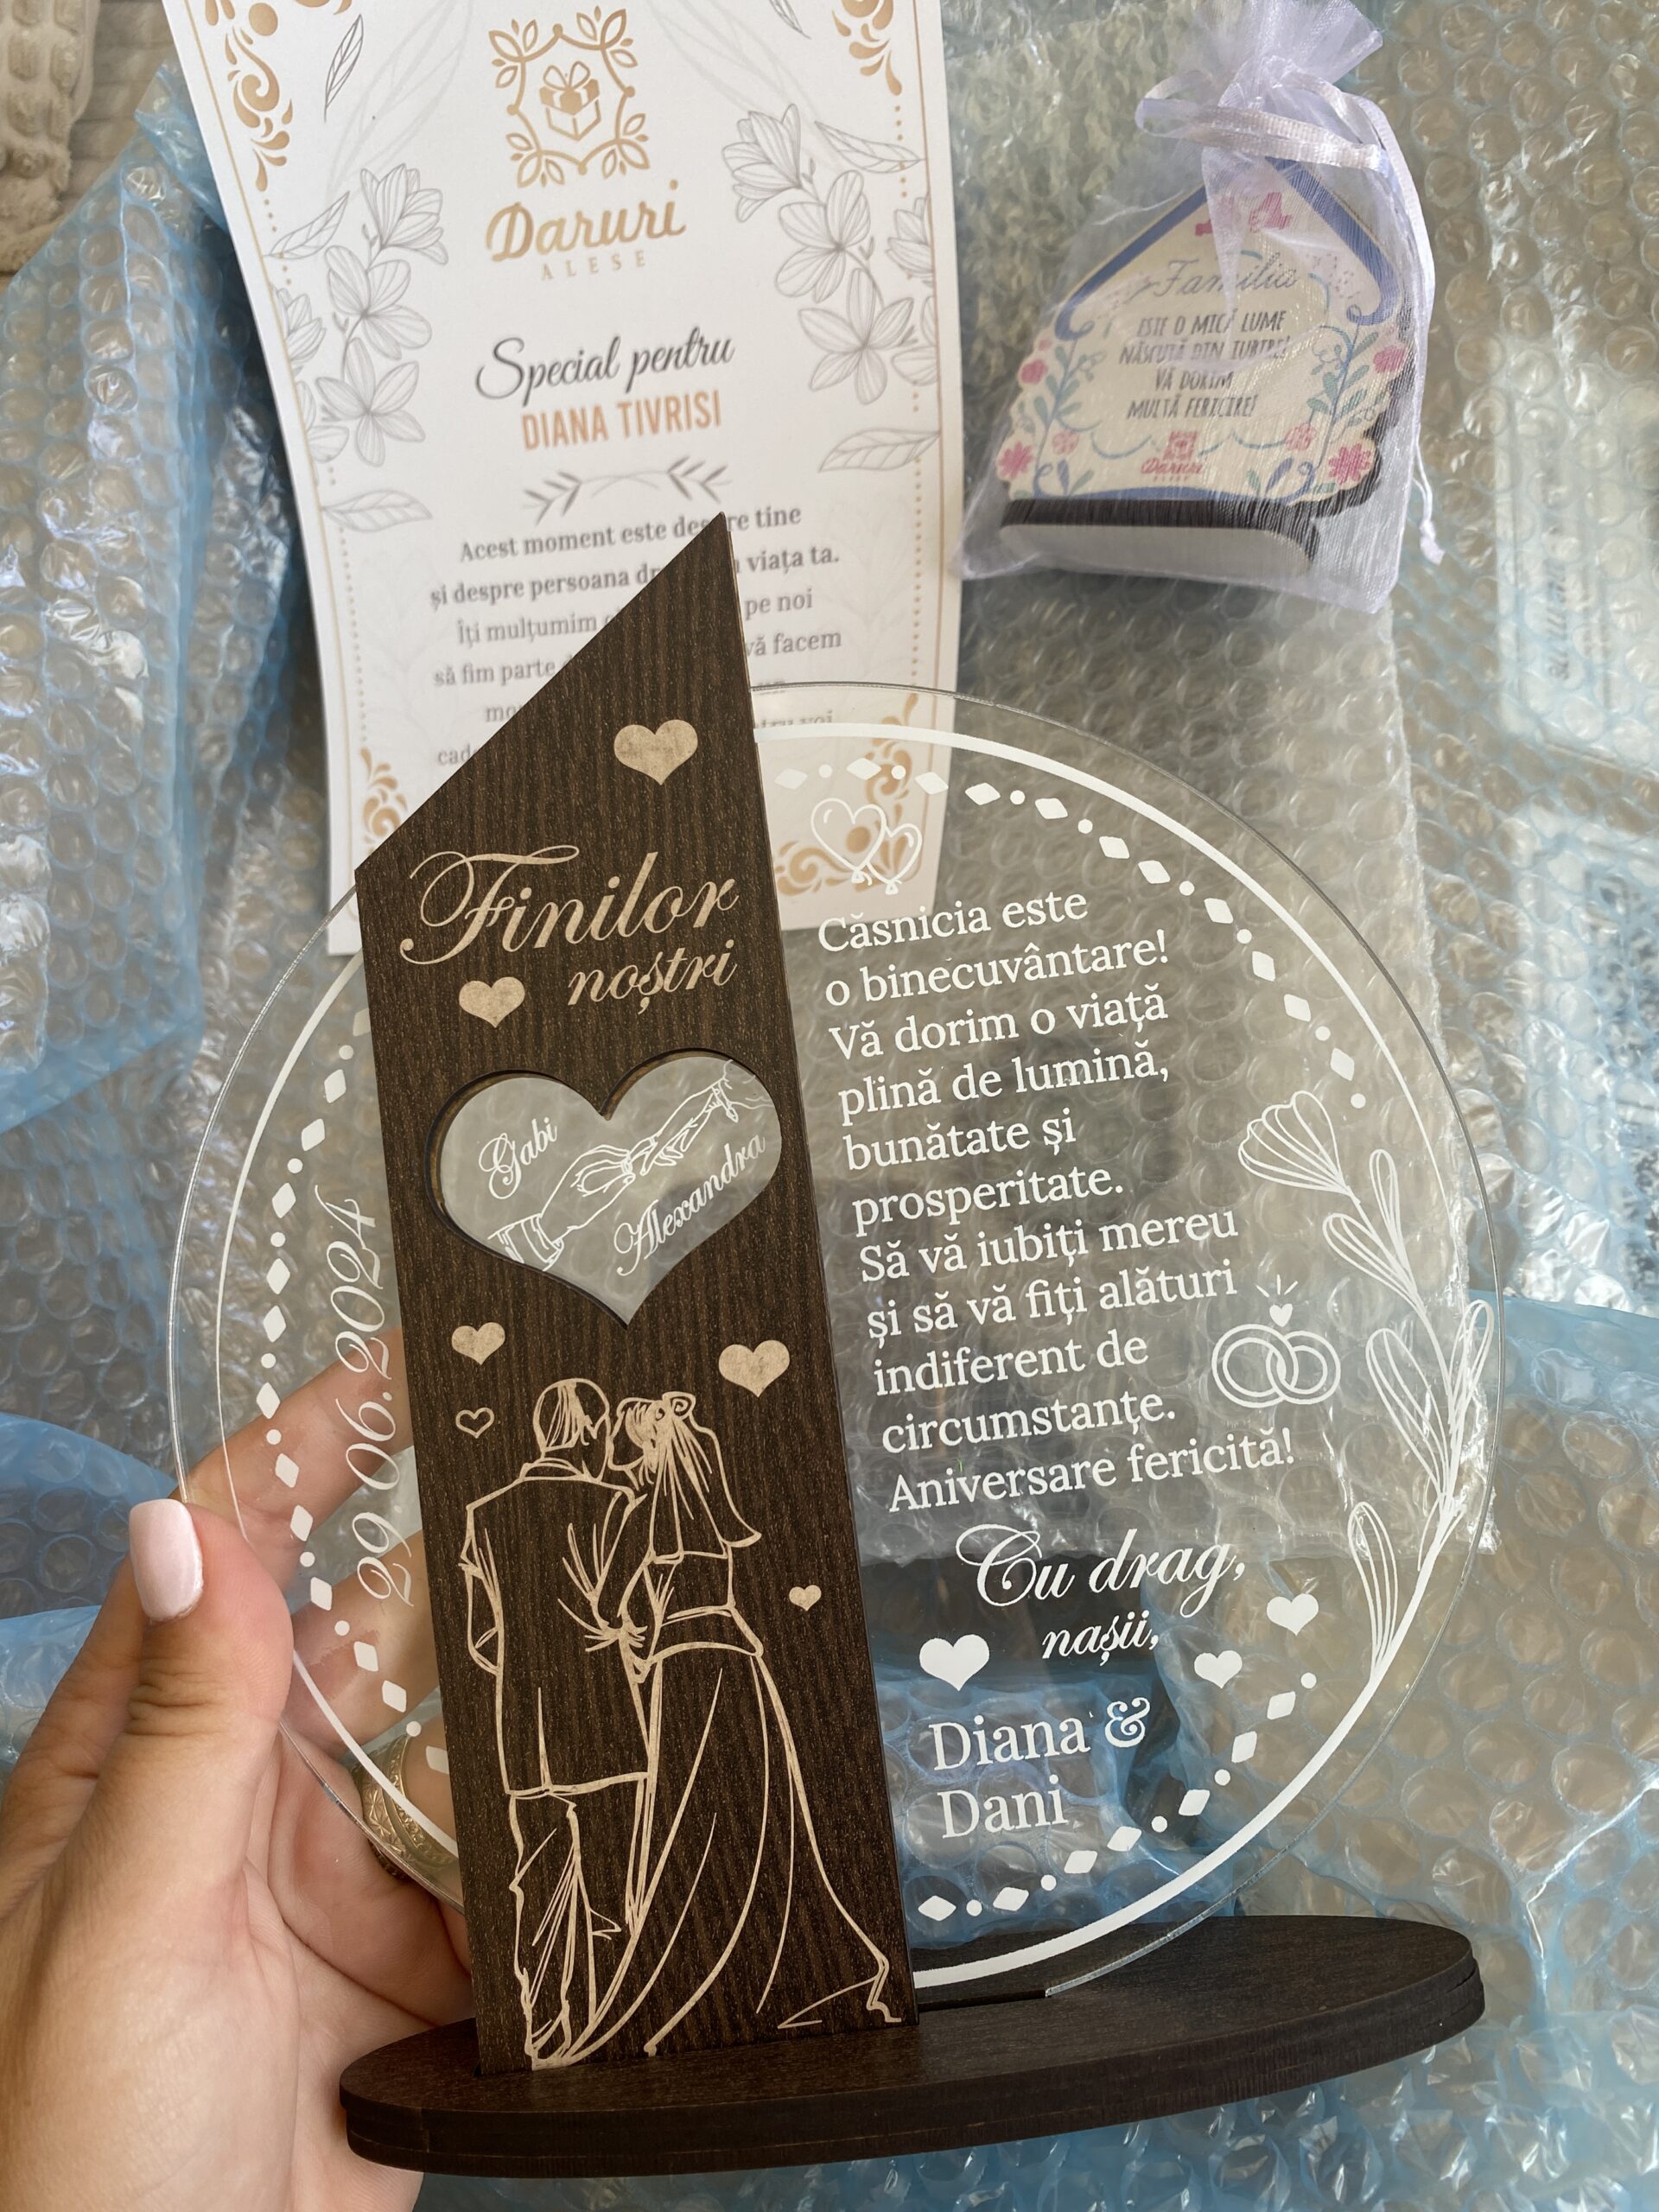 Daruri
ALESE
Special pentru
DIANA TIVRISI
Acest moment este despre tine
și despre persoana viața ta.
Îți mulțumim pe noi
să fim parte vă facem
Familia
ESTE O MICĂ LUME
NĂSCUTĂ DIN IUBIRE!
VĂ DORIM
MULTĂ FERICIRE!
Daruri
Finilor
noștri
Gabi
Alexandra
29.06.2024
Căsnicia este
o binecuvântare!
Vă dorim o viață
plină de lumină,
bunătate și
prosperitate.
Să vă iubiți mereu
și să vă fiți alături
indiferent de
circumstanțe.
Aniversare fericită!
Cu drag,
nașii,
Diana &
Dani